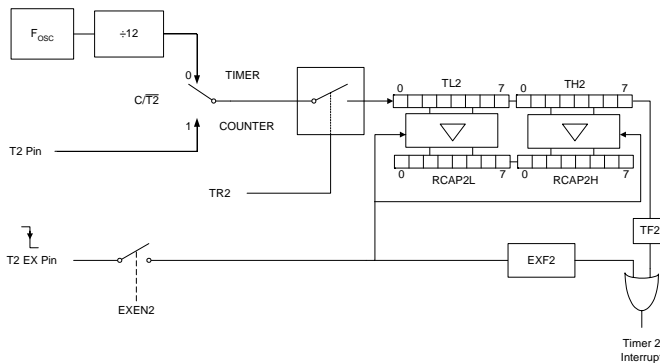 F_OSC
÷12
0 TIMER
C/T2
1 COUNTER
T2 Pin
TR2
0 TL2 7
0 TH2 7
0 RCAP2L 7
0 RCAP2H 7
TF2
T2 EX Pin
EXEN2
EXF2
Timer 2
Interrupt